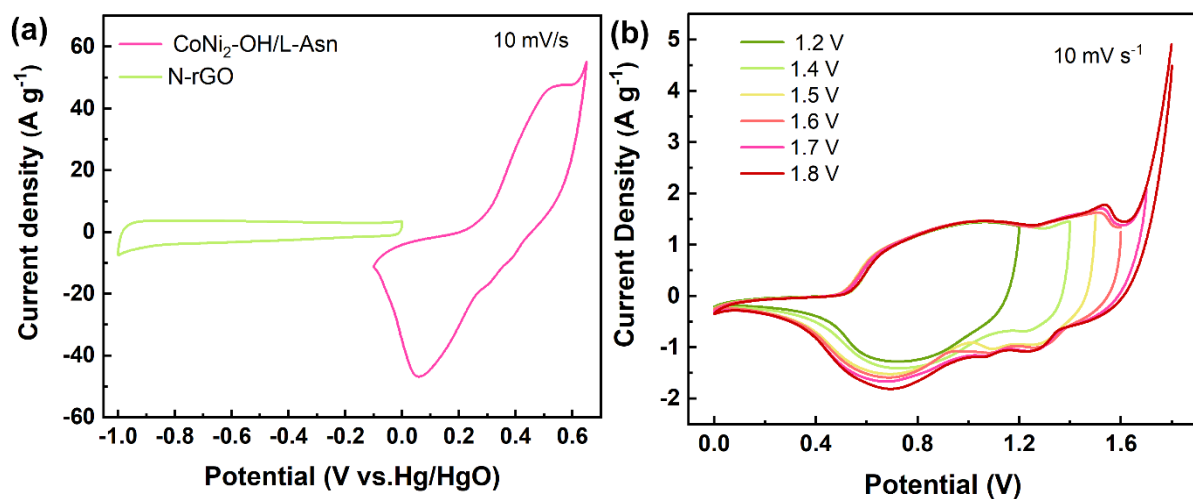 (a)
CoNi₂-OH/L-Asn
N-rGO
10 mV/s
Current density (A g⁻¹)
60
40
20
0
-20
-40
-60
-1.0 -0.8 -0.6 -0.4 -0.2 0.0 0.2 0.4 0.6
Potential (V vs.Hg/HgO)
(b)
1.2 V
1.4 V
1.5 V
1.6 V
1.7 V
1.8 V
10 mV s⁻¹
Current Density (A g⁻¹)
5
4
3
2
1
0
-1
-2
0.0 0.4 0.8 1.2 1.6
Potential (V)